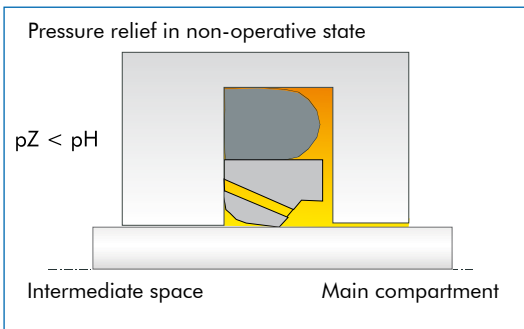 Pressure relief in non-operative state
pZ < pH
Intermediate space
Main compartment